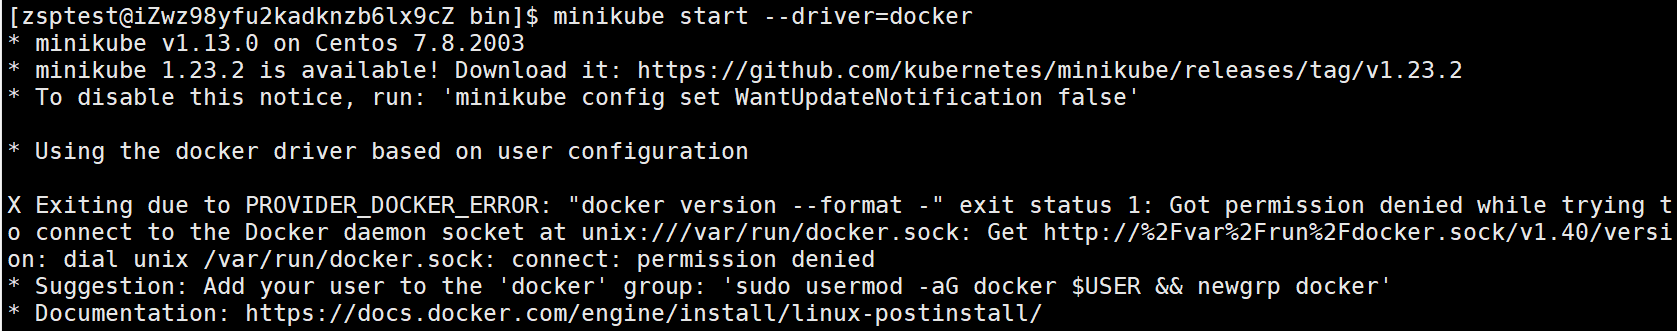 [zsptest@iZwz98yfu2kadknzb6lx9cZ bin]$ minikube start --driver=docker
* minikube v1.13.0 on Centos 7.8.2003
* minikube 1.23.2 is available! Download it: https://github.com/kubernetes/minikube/releases/tag/v1.23.2
* To disable this notice, run: 'minikube config set WantUpdateNotification false'
* Using the docker driver based on user configuration
X Exiting due to PROVIDER_DOCKER_ERROR: "docker version --format -" exit status 1: Got permission denied while trying t
o connect to the Docker daemon socket at unix:///var/run/docker.sock: Get http://%2Fvar%2Frun%2Fdocker.sock/v1.40/versi
on: dial unix /var/run/docker.sock: connect: permission denied
* Suggestion: Add your user to the 'docker' group: 'sudo usermod -aG docker $USER && newgrp docker'
* Documentation: https://docs.docker.com/engine/install/linux-postinstall/